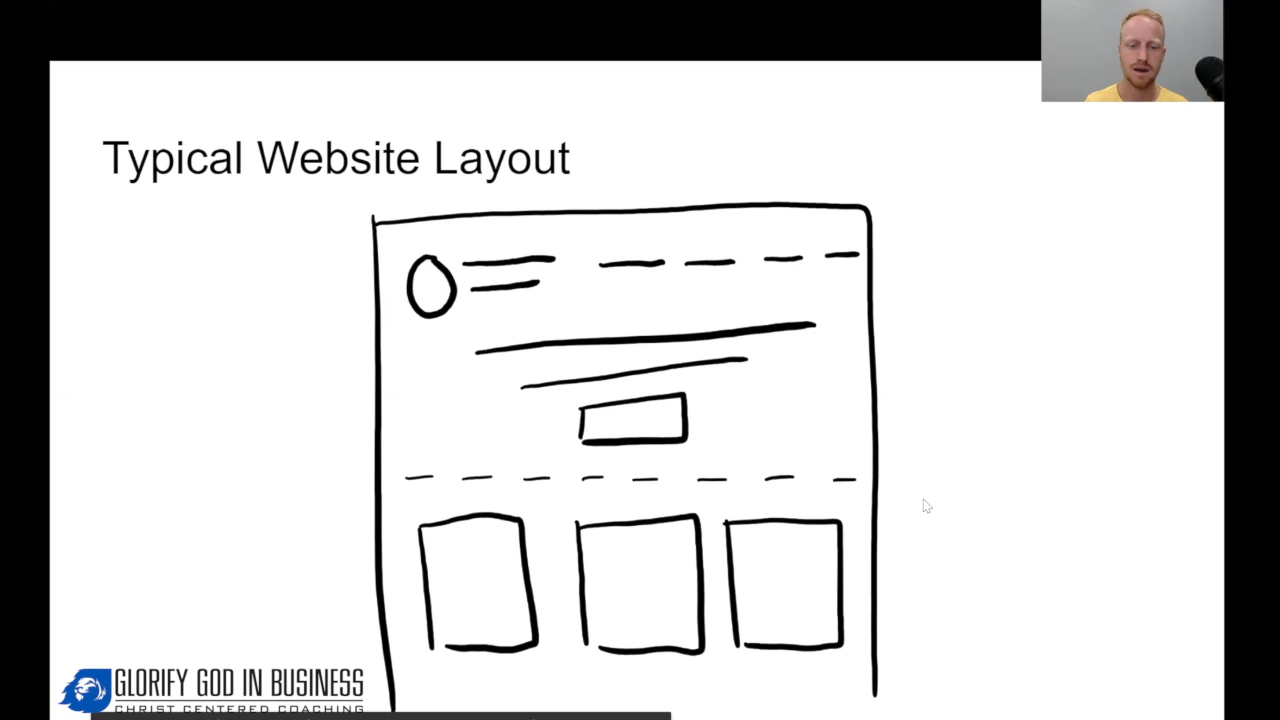 Typical Website Layout
GLORIFY GOD IN BUSINESS
CHRIST CENTERED COACHING